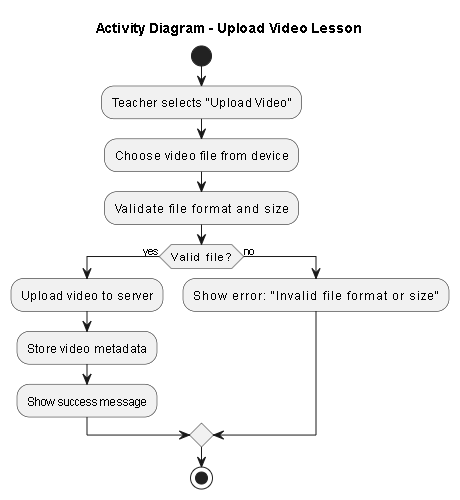 Activity Diagram - Upload Video Lesson
Teacher selects "Upload Video"
Choose video file from device
Validate file format and size
yes
Valid file?
no
Upload video to server
Show error: "Invalid file format or size"
Store video metadata
Show success message